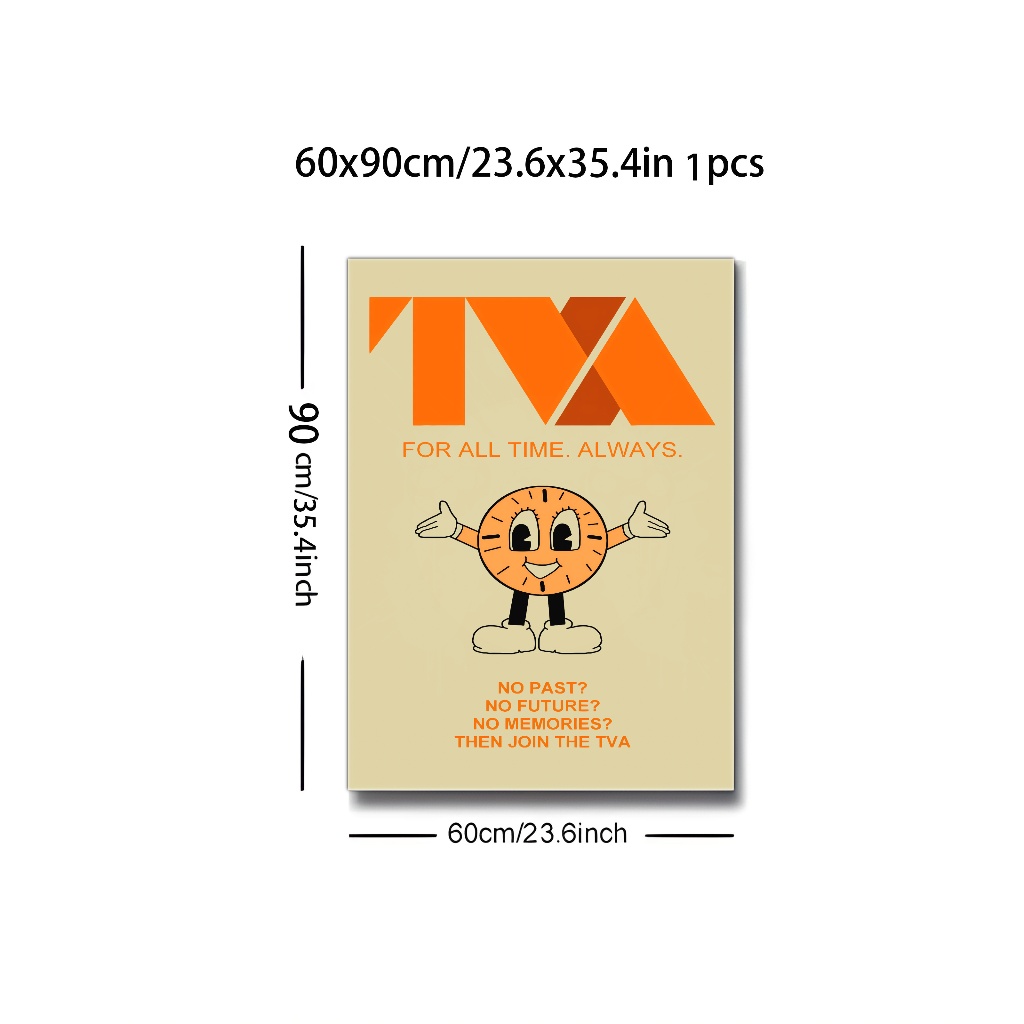 60x90cm/23.6x35.4in 1pcs
TVA
FOR ALL TIME. ALWAYS.
90 cm/35.4inch
NO PAST?
NO FUTURE?
NO MEMORIES?
THEN JOIN THE TVA
60cm/23.6inch